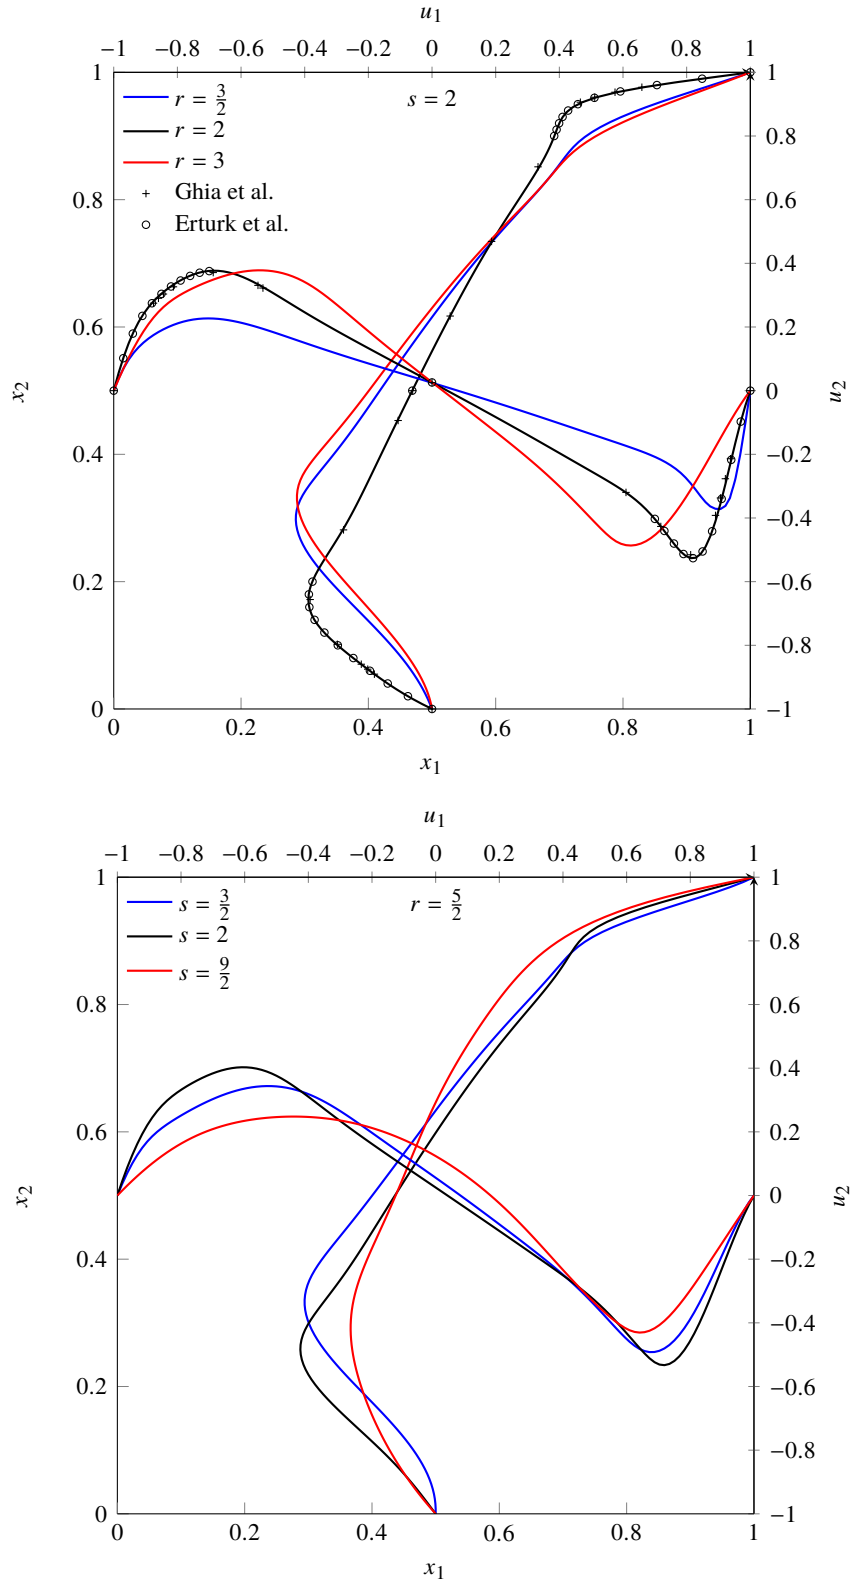 u₁
−1 −0.8 −0.6 −0.4 −0.2 0 0.2 0.4 0.6 0.8 1
1 1
r = 3/2 s = 2
r = 2
0.8
r = 3
0.8 0.6
Ghia et al.
Erturk et al.
0.4
0.6 0.2
x₂ 0 u₂
0.4 −0.2
−0.4
0.2 −0.6
−0.8
0 −1
0 0.2 0.4 0.6 0.8 1
x₁
u₁
−1 −0.8 −0.6 −0.4 −0.2 0 0.2 0.4 0.6 0.8 1
1 1
s = 3/2 r = 5/2
s = 2
0.8
s = 9/2
0.8 0.6
0.4
0.6 0.2
x₂ 0 u₂
0.4 −0.2
−0.4
0.2 −0.6
−0.8
0 −1
0 0.2 0.4 0.6 0.8 1
x₁